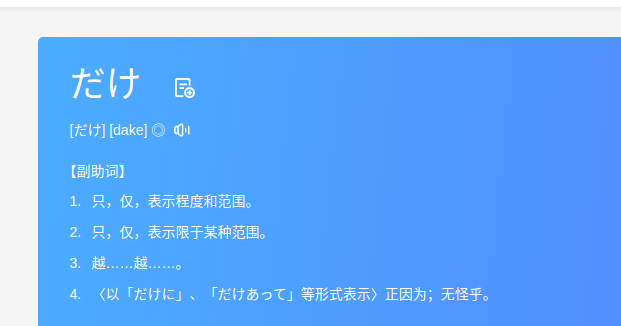 だけ
[だけ] [dake] ◎
【副助词】
1. 只，仅，表示程度和范围。
2. 只，仅，表示限于某种范围。
3. 越……越……。
4. 〈以「だけに」、「だけあって」等形式表示〉正因为；无怪乎。